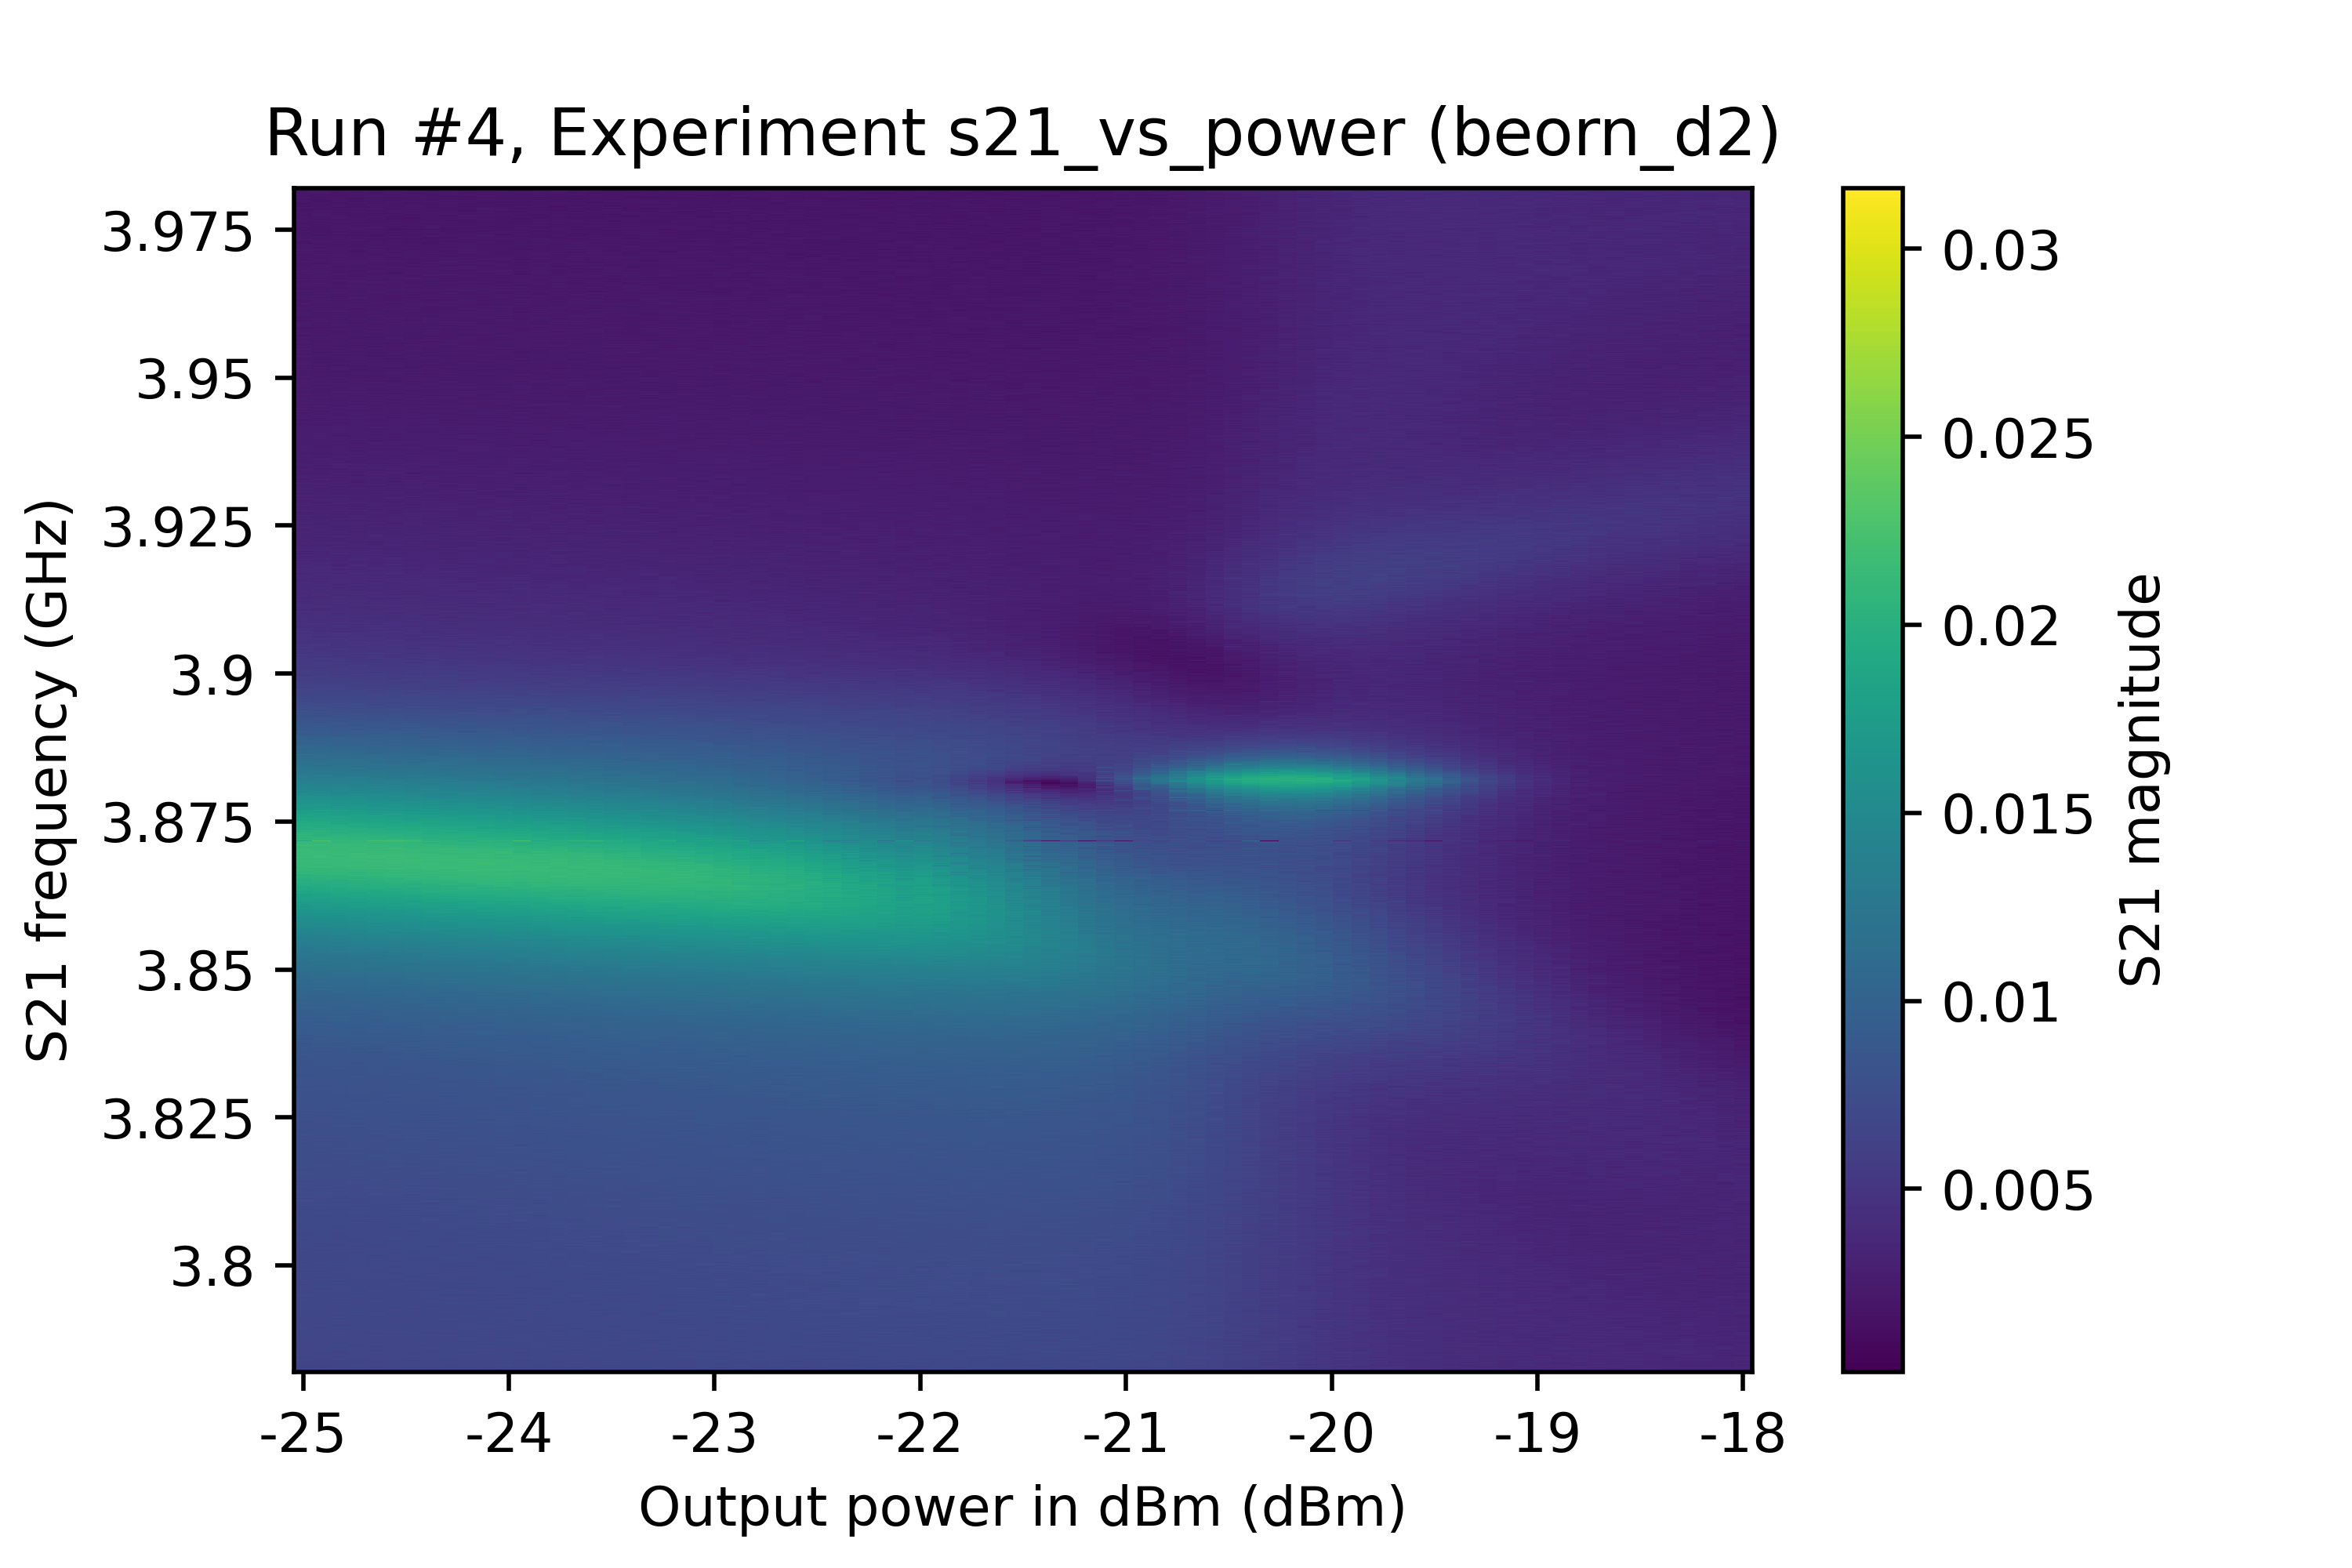 Run #4, Experiment s21_vs_power (beorn_d2)
S21 frequency (GHz)
3.975
3.95
3.925
3.9
3.875
3.85
3.825
3.8
-25 -24 -23 -22 -21 -20 -19 -18
Output power in dBm (dBm)
0.03
0.025
0.02
0.015
0.01
0.005
S21 magnitude